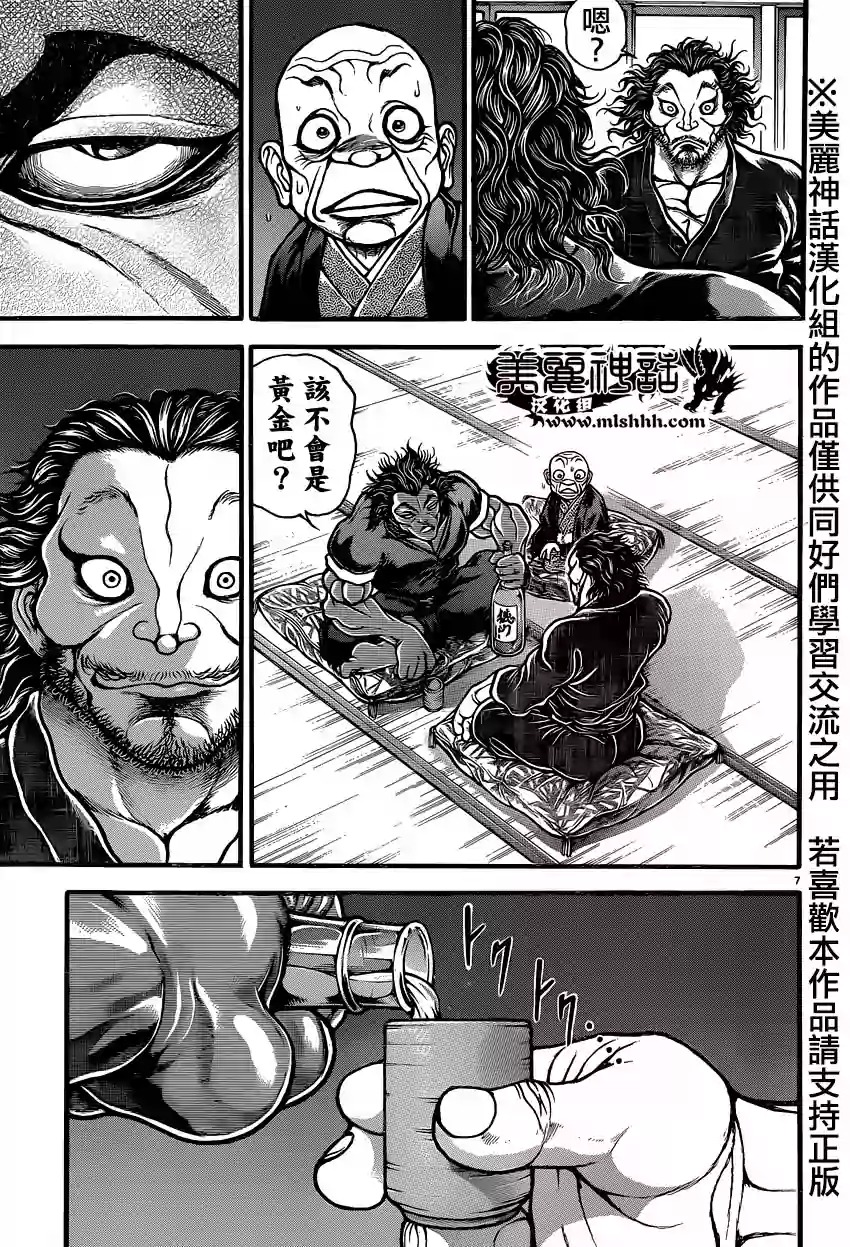 嗯？
該不會是
黃金吧？
美麗神話
汉化组
www.mlshhh.com
7
トク
トク
※美麗神話漢化組的作品僅供同好們學習交流之用　若喜歡本作品請支持正版